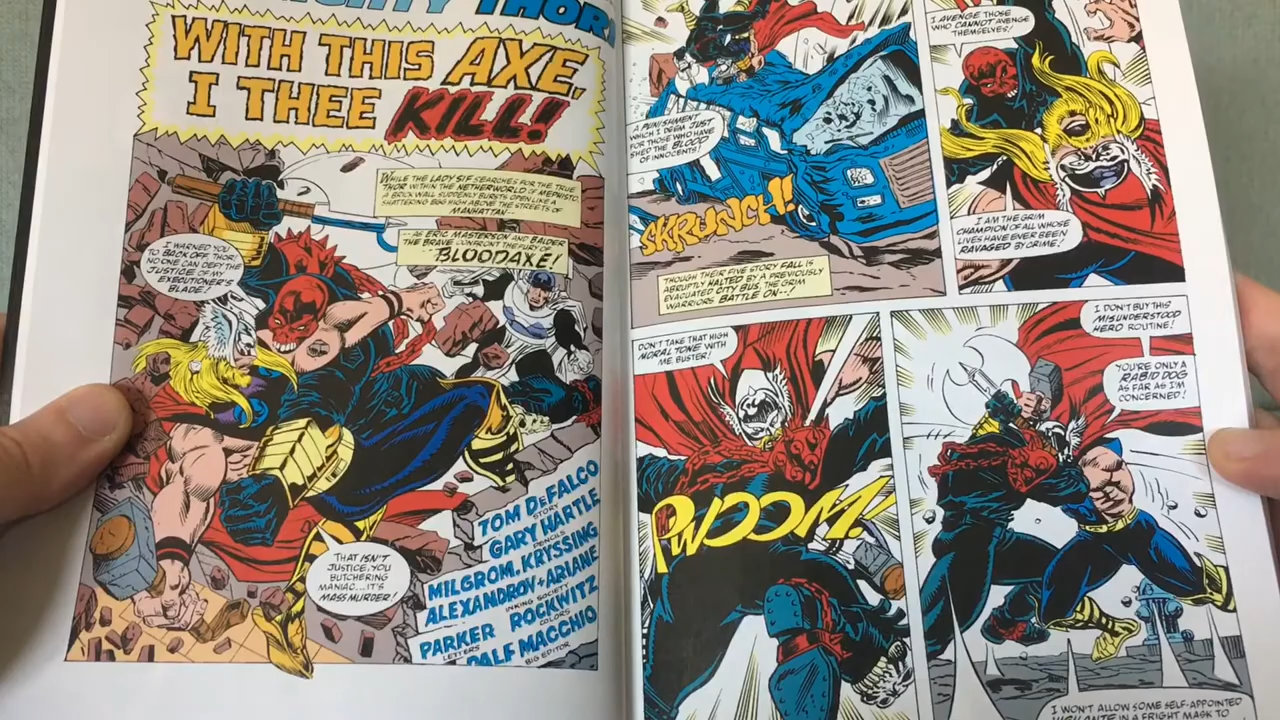 MIGHTY THOR
WITH THIS AXE,
I THEE KILL!
WHILE THE LADY SIF SEARCHES FOR THE TRUE
THOR WITHIN THE NETHERWORLD OF MEPHISTO,
A BRICK WALL SUDDENLY BURSTS OPEN LIKE A
SHATTERING EGG HIGH ABOVE THE STREETS OF
MANHATTAN--
--AS ERIC MASTERSON AND BALDER
THE BRAVE CONFRONT THE FURY OF
BLOODAXE!
I WARNED YOU
TO BACK OFF, THOR!
NO ONE CAN DEFY THE
JUSTICE OF MY
EXECUTIONER'S
BLADE!
THAT ISN'T
JUSTICE, YOU
BUTCHERING
MANIAC... IT'S
MASS MURDER!
TOM DeFALCO
STORY
GARY HARTLE
PENCILS
MILGROM, KRYSSING,
ALEXANDROV + ARIANE
INKING SOCIETY
PARKER ROCKWITZ
LETTERS COLORS
RALF MACCHIO
BIG EDITOR
A PUNISHMENT
WHICH I DEEM JUST
FOR THOSE WHO HAVE
SHED THE BLOOD
OF INNOCENTS!
SKRUNCH!
THOUGH THEIR FIVE STORY FALL IS
ABRUPTLY HALTED BY A PREVIOUSLY
EVACUATED CITY BUS, THE GRIM
WARRIORS BATTLE ON--!
I AVENGE THOSE
WHO CANNOT AVENGE
THEMSELVES!
I AM THE GRIM
CHAMPION OF ALL WHOSE
LIVES HAVE EVER BEEN
RAVAGED BY CRIME!
DON'T TAKE THAT HIGH
MORAL TONE WITH
ME, BUSTER!
PWOOM!
I DON'T BUY THIS
MISUNDERSTOOD
HERO ROUTINE!
YOU'RE ONLY A
RABID DOG
AS FAR AS I'M
CONCERNED!
I WON'T ALLOW SOME SELF-APPOINTED
VIGILANTE IN A FRIGHT MASK TO